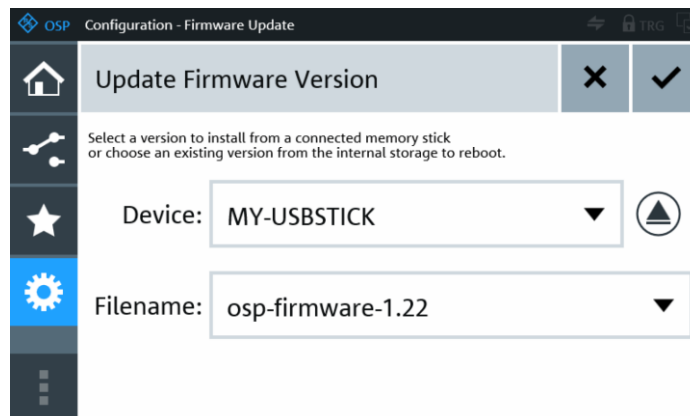 OSP Configuration - Firmware Update TRG
Update Firmware Version
Select a version to install from a connected memory stick
or choose an existing version from the internal storage to reboot.
Device: MY-USBSTICK
Filename: osp-firmware-1.22